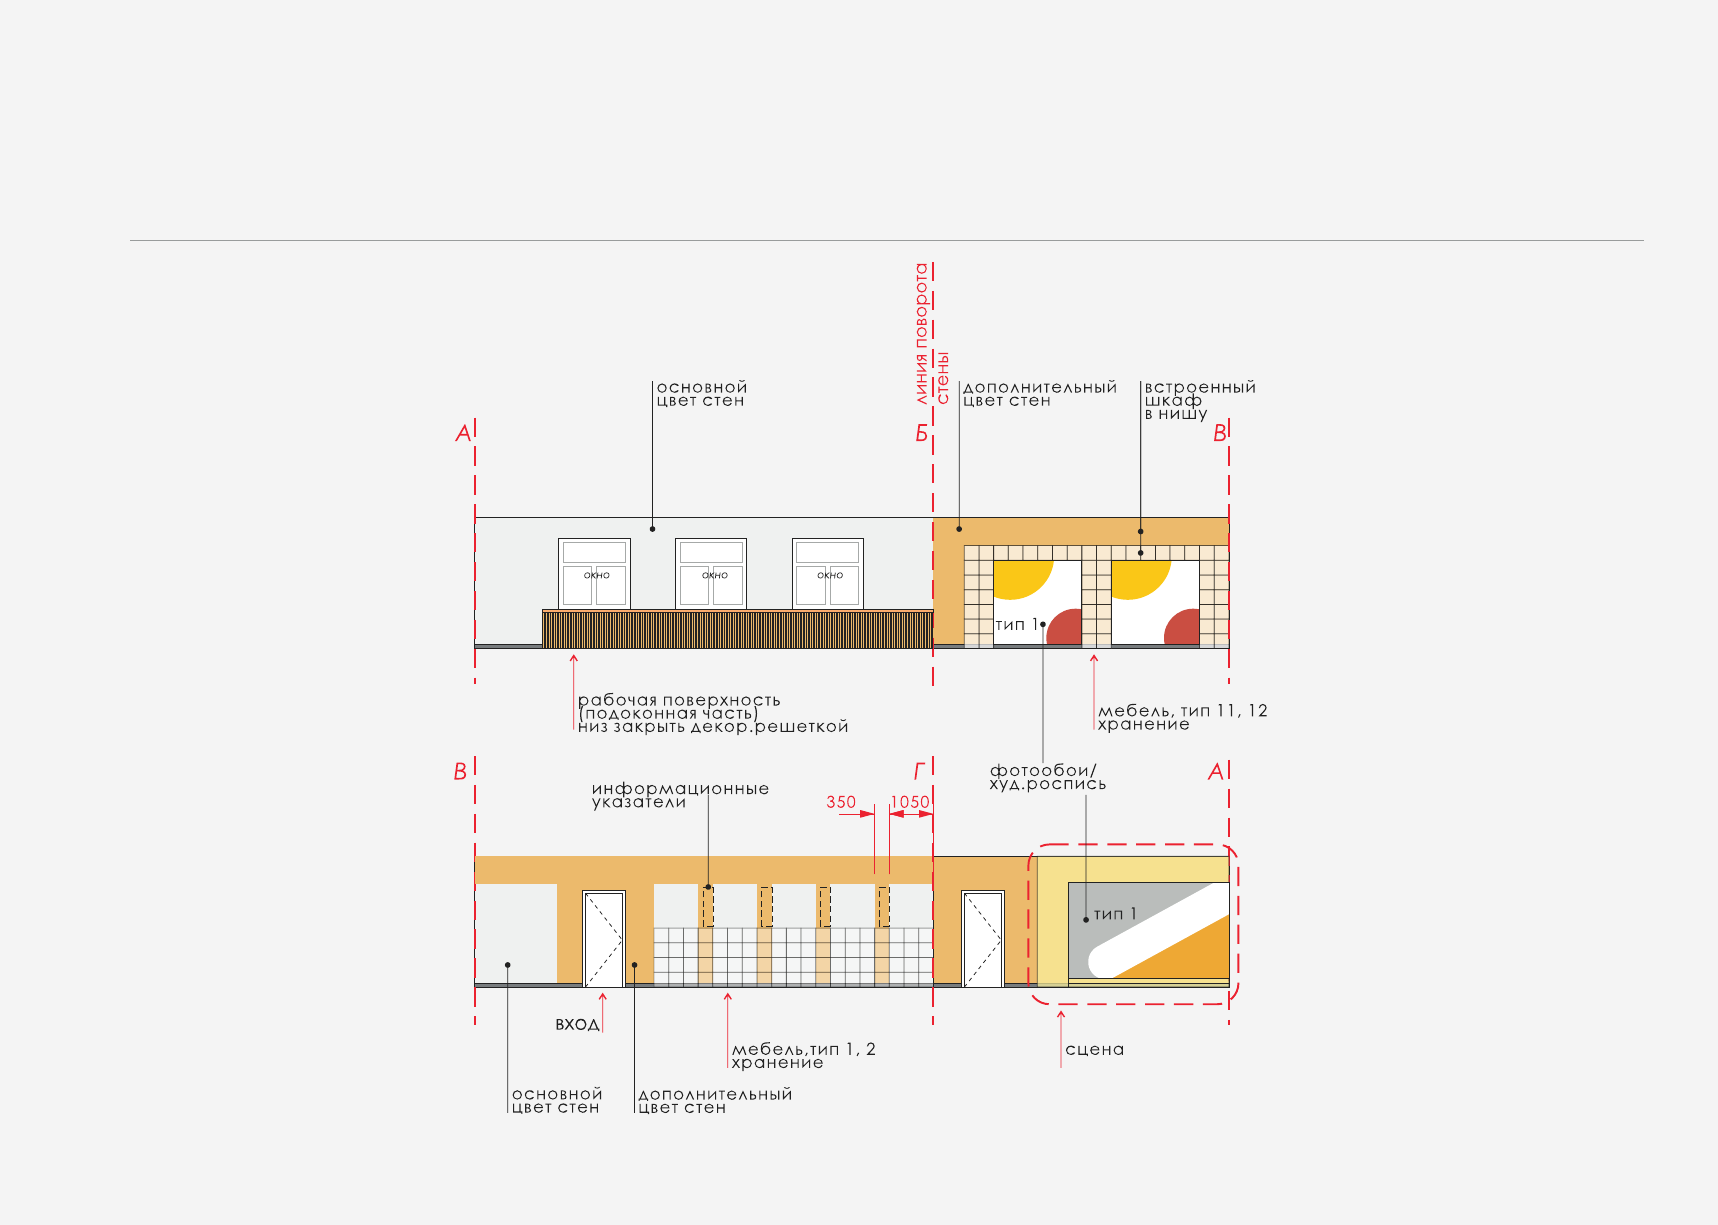 линия поворота
стены
основной
цвет стен
дополнительный
цвет стен
встроенный
шкаф
в нишу
А
Б
В
окно
окно
окно
тип 1
рабочая поверхность
(подоконная часть)
низ закрыть декор.решеткой
мебель, тип 11, 12
хранение
фотообои/
худ.роспись
В
Г
А
информационные
указатели
350
1050
тип 1
вход
мебель,тип 1, 2
хранение
сцена
основной
цвет стен
дополнительный
цвет стен